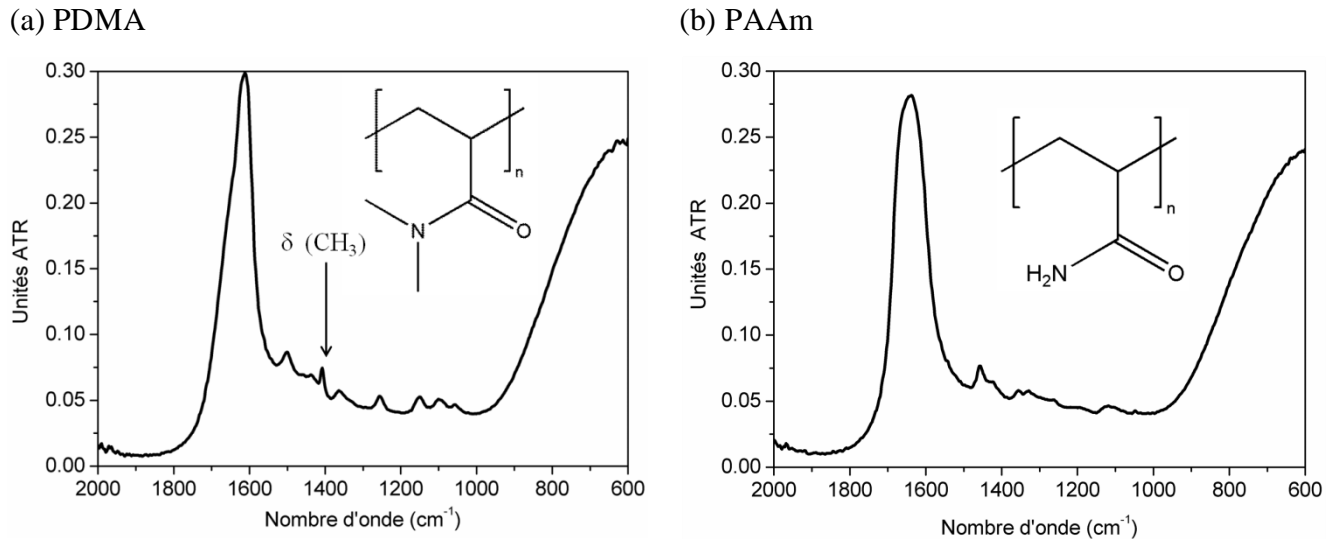 (a) PDMA
0.30
0.25
0.20
0.15
0.10
0.05
0.00
2000 1800 1600 1400 1200 1000 800 600
Unités ATR
Nombre d'onde (cm⁻¹)
δ (CH₃)
n
N
O
(b) PAAm
0.30
0.25
0.20
0.15
0.10
0.05
0.00
2000 1800 1600 1400 1200 1000 800 600
Unités ATR
Nombre d'onde (cm⁻¹)
n
H₂N
O